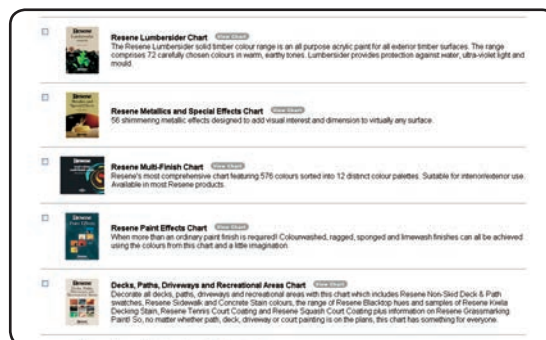 Resene Lumbersider Chart View Chart
The Resene Lumbersider solid timber colour range is an all purpose acrylic paint for all exterior timber surfaces. The range
comprises 72 carefully chosen colours in warm, earthy tones. Lumbersider provides protection against water, ultra-violet light and
mould.
Resene Metallics and Special Effects Chart View Chart
56 shimmering metallic effects designed to add visual interest and dimension to virtually any surface.
Resene Multi-Finish Chart View Chart
Resene's most comprehensive chart featuring 576 colours sorted into 12 distinct colour palettes. Suitable for interior/exterior use.
Available in most Resene products.
Resene Paint Effects Chart View Chart
When more than an ordinary paint finish is required! Colourwashed, ragged, sponged and limewash finishes can all be achieved
using the colours from this chart and a little imagination.
Decks, Paths, Driveways and Recreational Areas Chart View Chart
Decorate all decks, paths, driveways and recreational areas with this chart which includes Resene Non-Skid Deck & Path
swatches, Resene Sidewalk and Concrete Stain colours, the range of Resene Blacktop hues and samples of Resene Kwila
Decking Stain, Resene Tennis Court Coating and Resene Squash Court Coating plus information on Resene Grassmarking
Paint! So, no matter whether path, deck, driveway or court painting is on the plans, this chart has something for everyone.